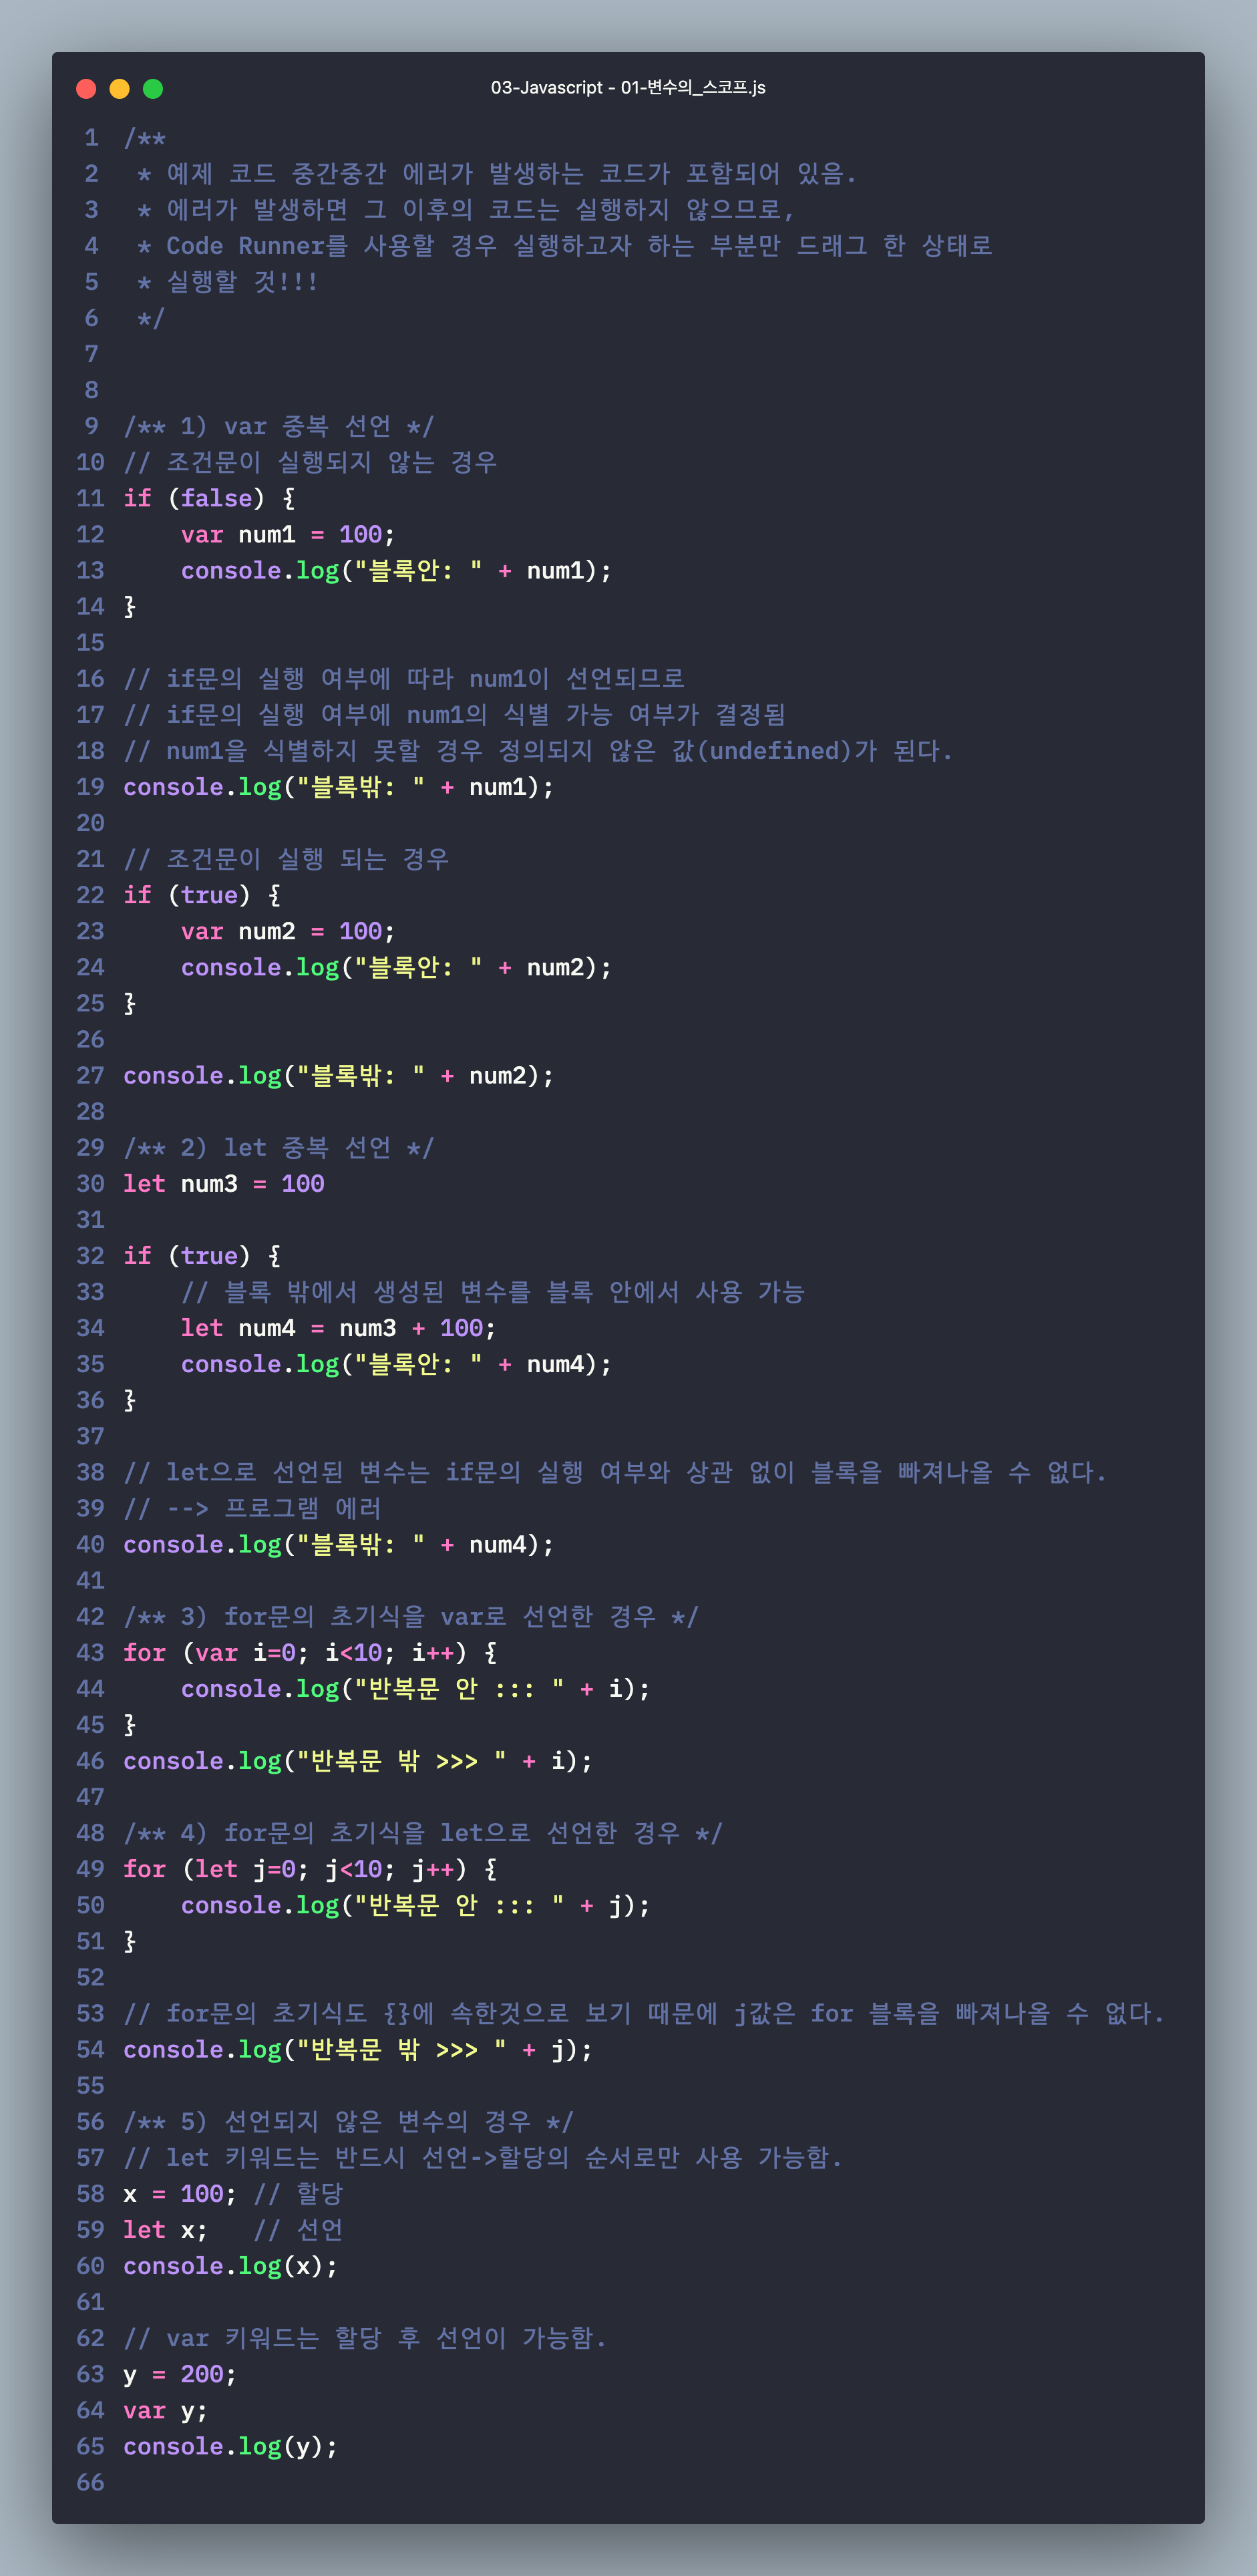 03-Javascript - 01-변수의_스코프.js
1 /**
2  * 예제 코드 중간중간 에러가 발생하는 코드가 포함되어 있음.
3  * 에러가 발생하면 그 이후의 코드는 실행하지 않으므로,
4  * Code Runner를 사용할 경우 실행하고자 하는 부분만 드래그 한 상태로
5  * 실행할 것!!!
6  */
7
8
9 /** 1) var 중복 선언 */
10 // 조건문이 실행되지 않는 경우
11 if (false) {
12     var num1 = 100;
13     console.log("블록안: " + num1);
14 }
15
16 // if문의 실행 여부에 따라 num1이 선언되므로
17 // if문의 실행 여부에 num1의 식별 가능 여부가 결정됨
18 // num1을 식별하지 못할 경우 정의되지 않은 값(undefined)가 된다.
19 console.log("블록밖: " + num1);
20
21 // 조건문이 실행 되는 경우
22 if (true) {
23     var num2 = 100;
24     console.log("블록안: " + num2);
25 }
26
27 console.log("블록밖: " + num2);
28
29 /** 2) let 중복 선언 */
30 let num3 = 100
31
32 if (true) {
33     // 블록 밖에서 생성된 변수를 블록 안에서 사용 가능
34     let num4 = num3 + 100;
35     console.log("블록안: " + num4);
36 }
37
38 // let으로 선언된 변수는 if문의 실행 여부와 상관 없이 블록을 빠져나올 수 없다.
39 // --> 프로그램 에러
40 console.log("블록밖: " + num4);
41
42 /** 3) for문의 초기식을 var로 선언한 경우 */
43 for (var i=0; i<10; i++) {
44     console.log("반복문 안 ::: " + i);
45 }
46 console.log("반복문 밖 >>> " + i);
47
48 /** 4) for문의 초기식을 let으로 선언한 경우 */
49 for (let j=0; j<10; j++) {
50     console.log("반복문 안 ::: " + j);
51 }
52
53 // for문의 초기식도 {}에 속한것으로 보기 때문에 j값은 for 블록을 빠져나올 수 없다.
54 console.log("반복문 밖 >>> " + j);
55
56 /** 5) 선언되지 않은 변수의 경우 */
57 // let 키워드는 반드시 선언->할당의 순서로만 사용 가능함.
58 x = 100; // 할당
59 let x;   // 선언
60 console.log(x);
61
62 // var 키워드는 할당 후 선언이 가능함.
63 y = 200;
64 var y;
65 console.log(y);
66